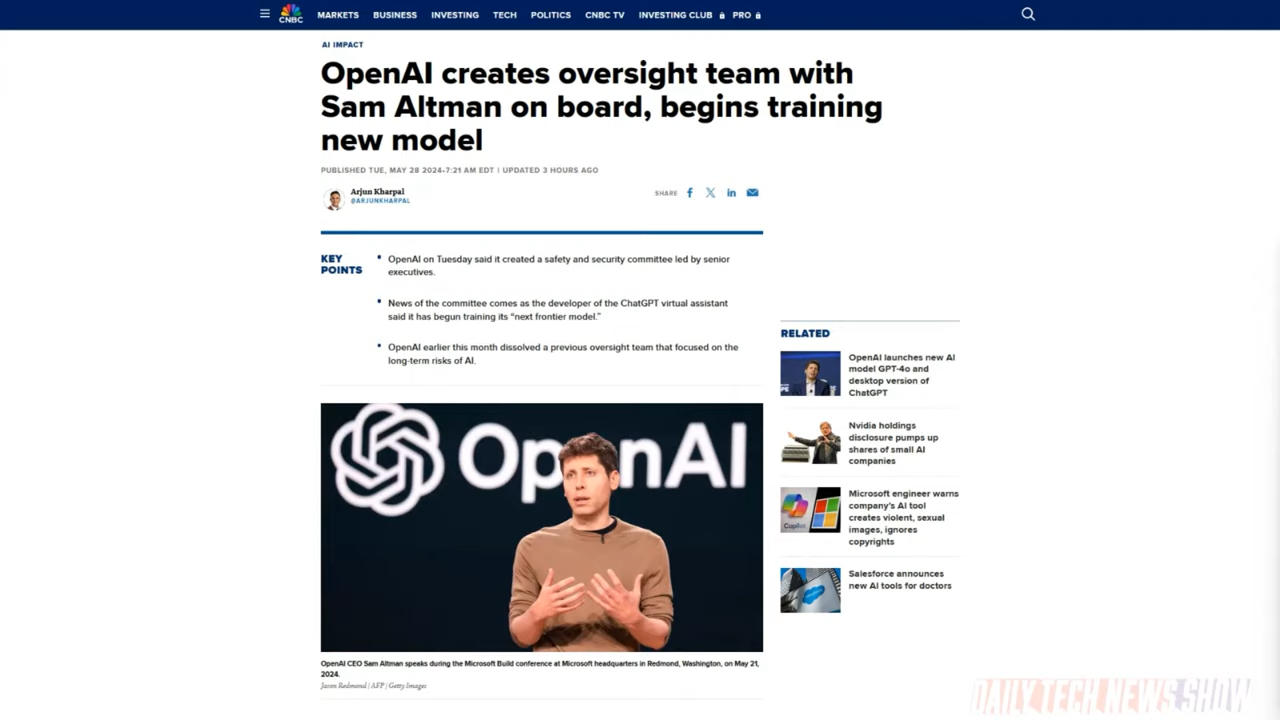 CNBC
MARKETS BUSINESS INVESTING TECH POLITICS CNBC TV INVESTING CLUB PRO
AI IMPACT
OpenAI creates oversight team with
Sam Altman on board, begins training
new model
PUBLISHED TUE, MAY 28 2024•7:21 AM EDT | UPDATED 3 HOURS AGO
Arjun Kharpal
@ARJUNKHARPAL
SHARE
KEY
POINTS
• OpenAI on Tuesday said it created a safety and security committee led by senior
executives.
• News of the committee comes as the developer of the ChatGPT virtual assistant
said it has begun training its “next frontier model.”
• OpenAI earlier this month dissolved a previous oversight team that focused on the
long-term risks of AI.
OpenAI
OpenAI CEO Sam Altman speaks during the Microsoft Build conference at Microsoft headquarters in Redmond, Washington, on May 21,
2024.
Jason Redmond | AFP | Getty Images
RELATED
OpenAI launches new AI
model GPT-4o and
desktop version of
ChatGPT
Nvidia holdings
disclosure pumps up
shares of small AI
companies
Copilot
Microsoft engineer warns
company's AI tool
creates violent, sexual
images, ignores
copyrights
Salesforce announces
new AI tools for doctors
DAILY TECH NEWS SHOW